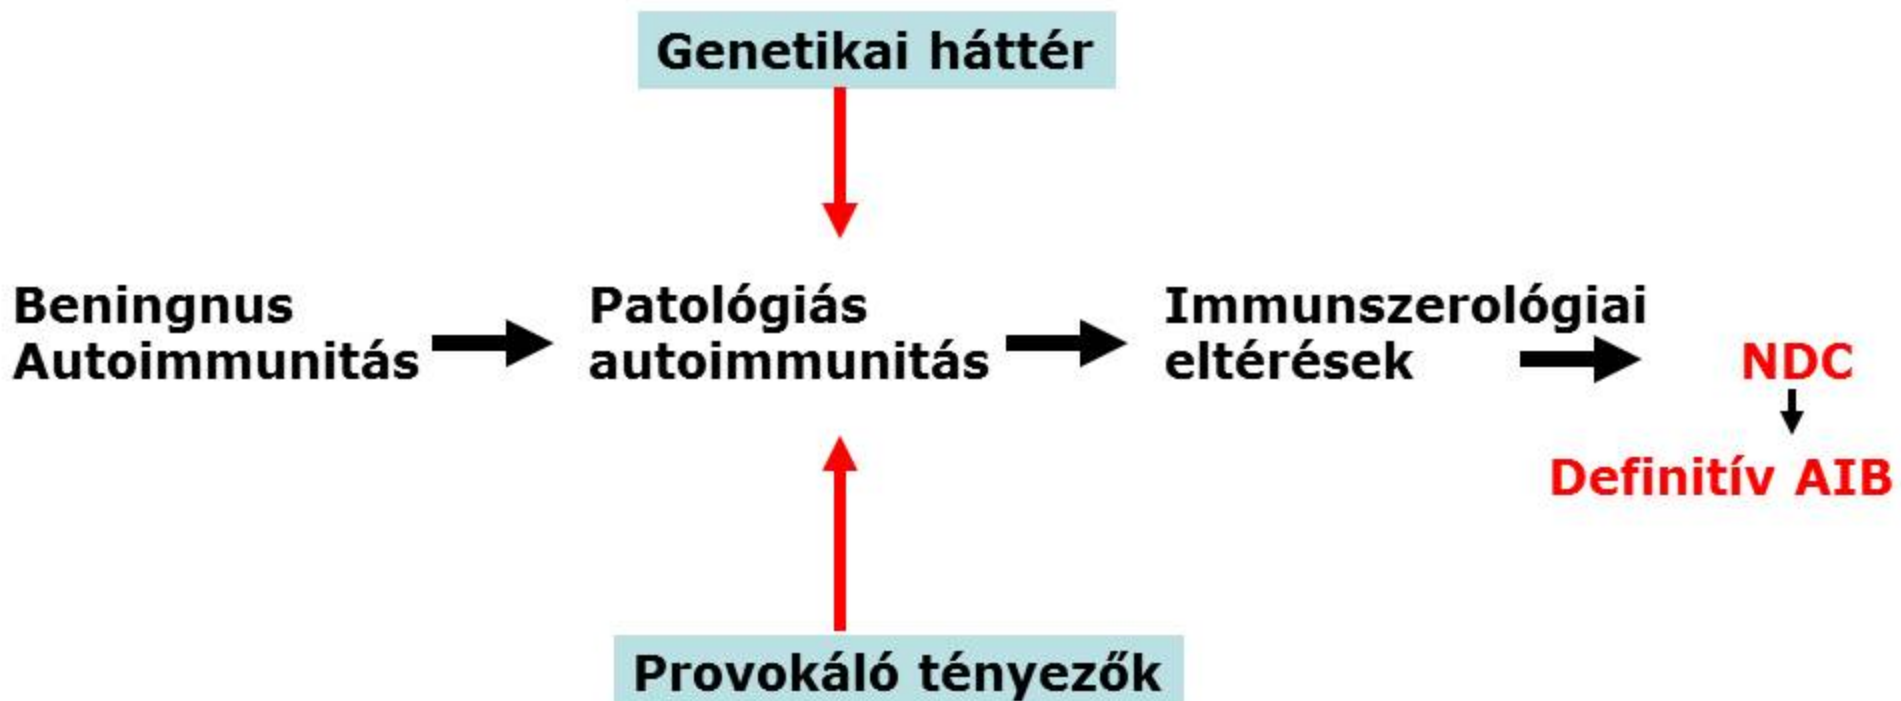 Genetikai háttér
Beningnus
Autoimmunitás
Patológiás
autoimmunitás
Immunszerológiai
eltérések
NDC
Definitív AIB
Provokáló tényezők